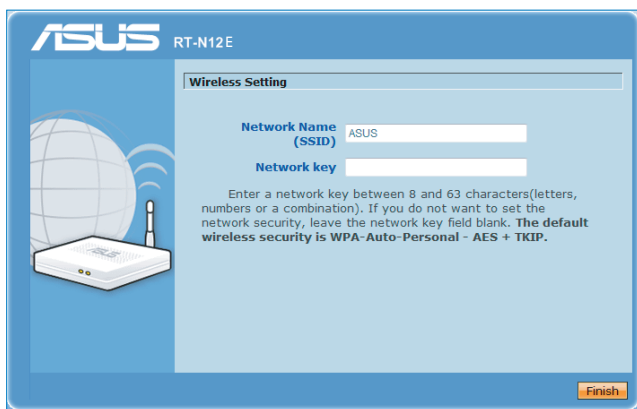 ASUS RT-N12E
Wireless Setting
Network Name
(SSID)
ASUS
Network key
Enter a network key between 8 and 63 characters(letters,
numbers or a combination). If you do not want to set the
network security, leave the network key field blank. The default
wireless security is WPA-Auto-Personal - AES + TKIP.
ASUS
Finish